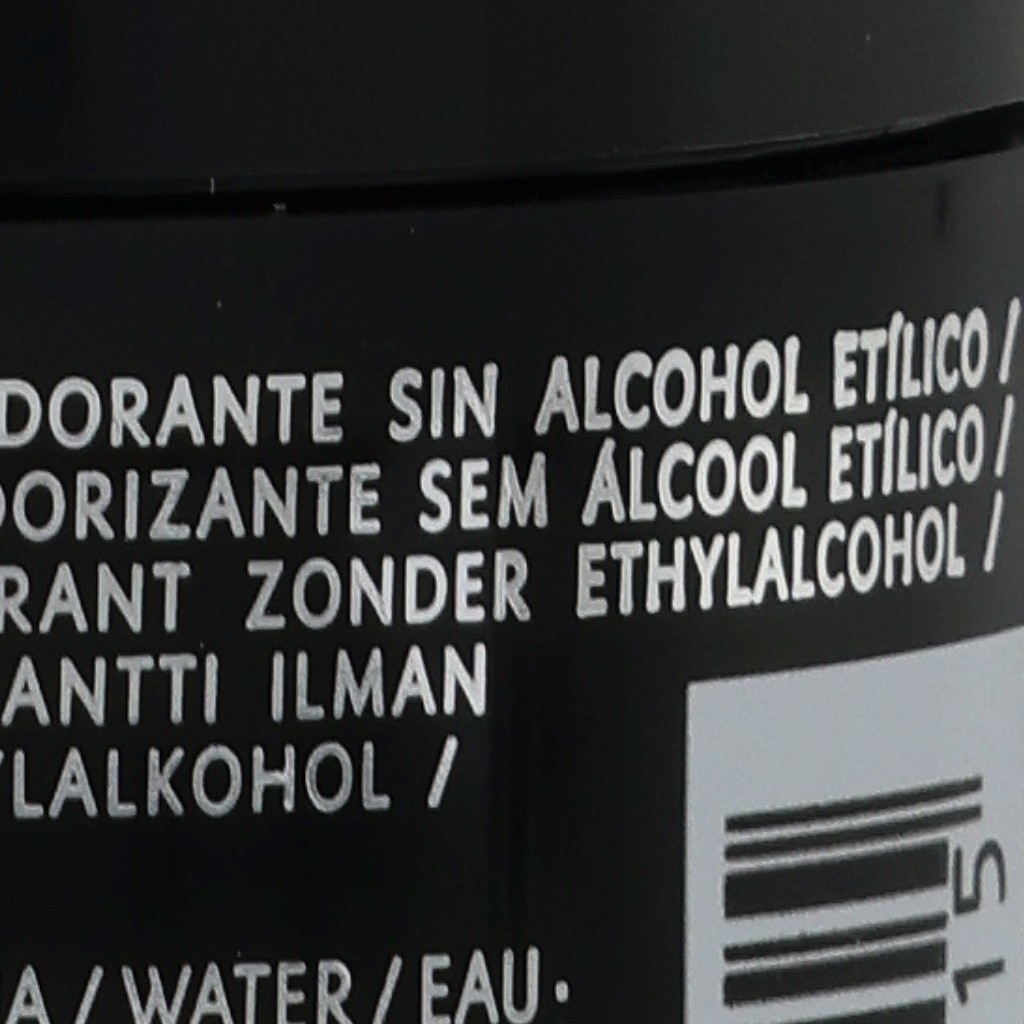 DORANTE SIN ALCOHOL ETÍLICO /
DORIZANTE SEM ÁLCOOL ETÍLICO /
RANT ZONDER ETHYLALCOHOL /
ANTTI ILMAN
YLALKOHOL /
A / WATER / EAU •
15